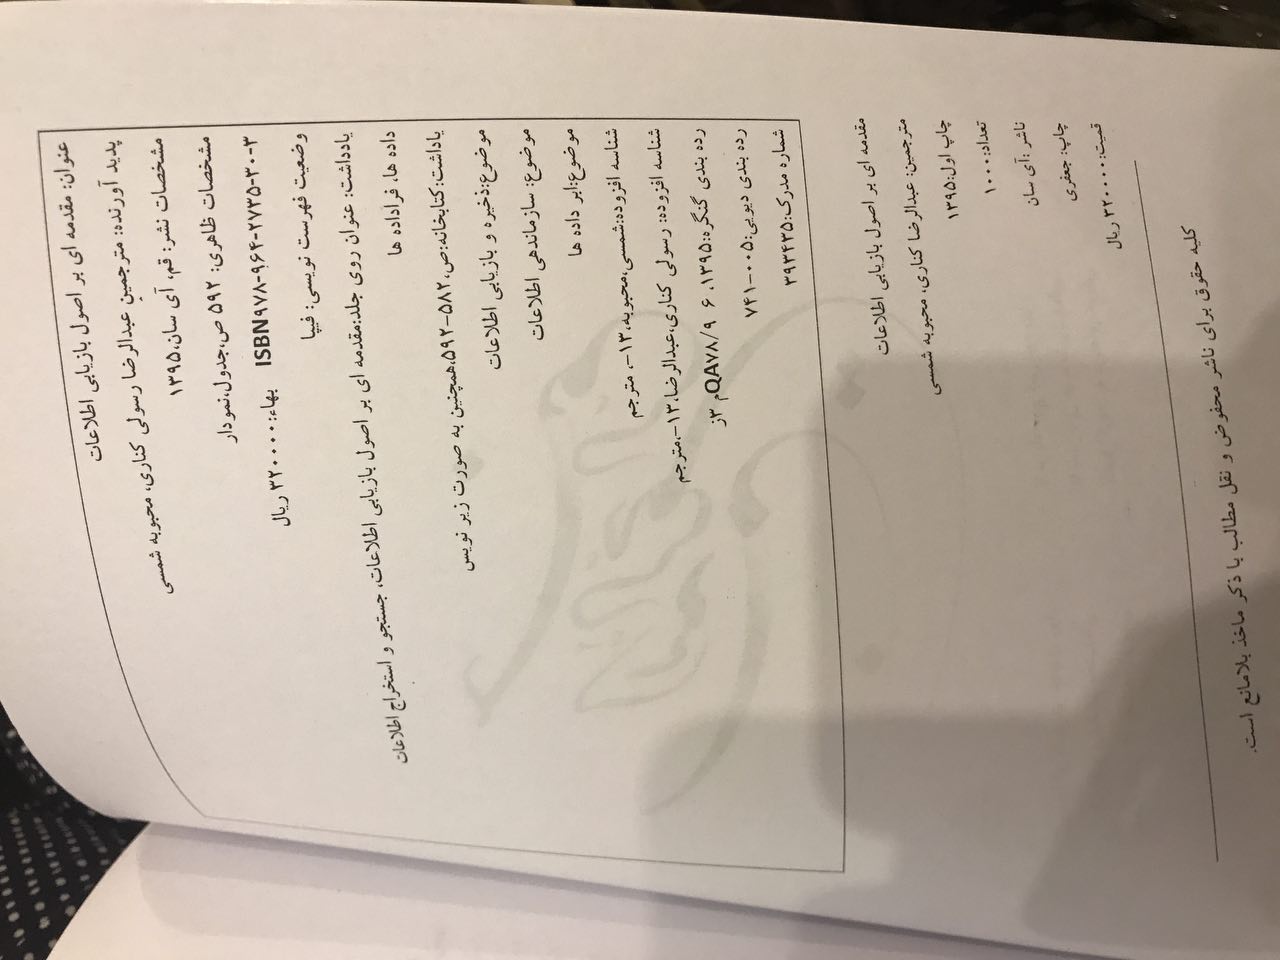 عنوان: مقدمه ای بر اصول بازیابی اطلاعات
پدید آورنده: مترجمین عبدالرضا رسولی کناری، محبوبه شمسی
مشخصات نشر: قم، آی سان،۱۳۹۵
مشخصات ظاهری: ۵۹۲ ص،جدول،نمودار
ISBN۹۷۸-۹۶۴-۲۷۳۵-۳۰-۳ بهاء:۳۲۰۰۰۰ ریال
وضعیت فهرست نویسی: فیپا
یادداشت: عنوان روی جلد:مقدمه ای بر اصول بازیابی اطلاعات، جستجو و استخراج اطلاعات
داده ها، فراداده ها
یاداشت:کتابخانه:ص،۵۸۲-۵۹۲،همچنین به صورت زیر نویس
موضوع:ذخیره و بازیابی اطلاعات
موضوع: سازماندهی اطلاعات
موضوع:ابر داده ها
شناسه افزوده:شمسی،محبوبه،۱۳-، مترجم
شناسه افزوده: رسولی کناری،عبدالرضا،۱۳-،مترجم
رده بندی کنگره:۱۳۹۵، ۶ ۹/QA۷۸م ۳ز
رده بندی دیویی:۰۰۵-۷۴۱
شماره مدرک:۳۹۳۴۳۵
مقدمه ای بر اصول بازیابی اطلاعات
مترجمین: عبدالرضا کناری، محبوبه شمسی
چاپ اول:۱۳۹۵
تعداد:۱۰۰۰
ناشر :آی سان
چاپ: جعفری
قیمت:۳۲۰۰۰۰ ریال
کلیه حقوق برای ناشر محفوض و نقل مطالب با ذکر ماخذ بلامانع است.